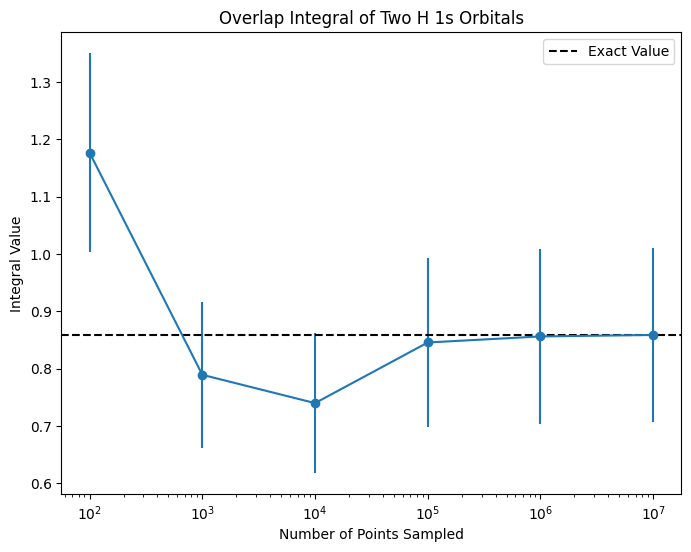 Overlap Integral of Two H 1s Orbitals
Exact Value
Integral Value
1.3
1.2
1.1
1.0
0.9
0.8
0.7
0.6
10² 10³ 10⁴ 10⁵ 10⁶ 10⁷
Number of Points Sampled